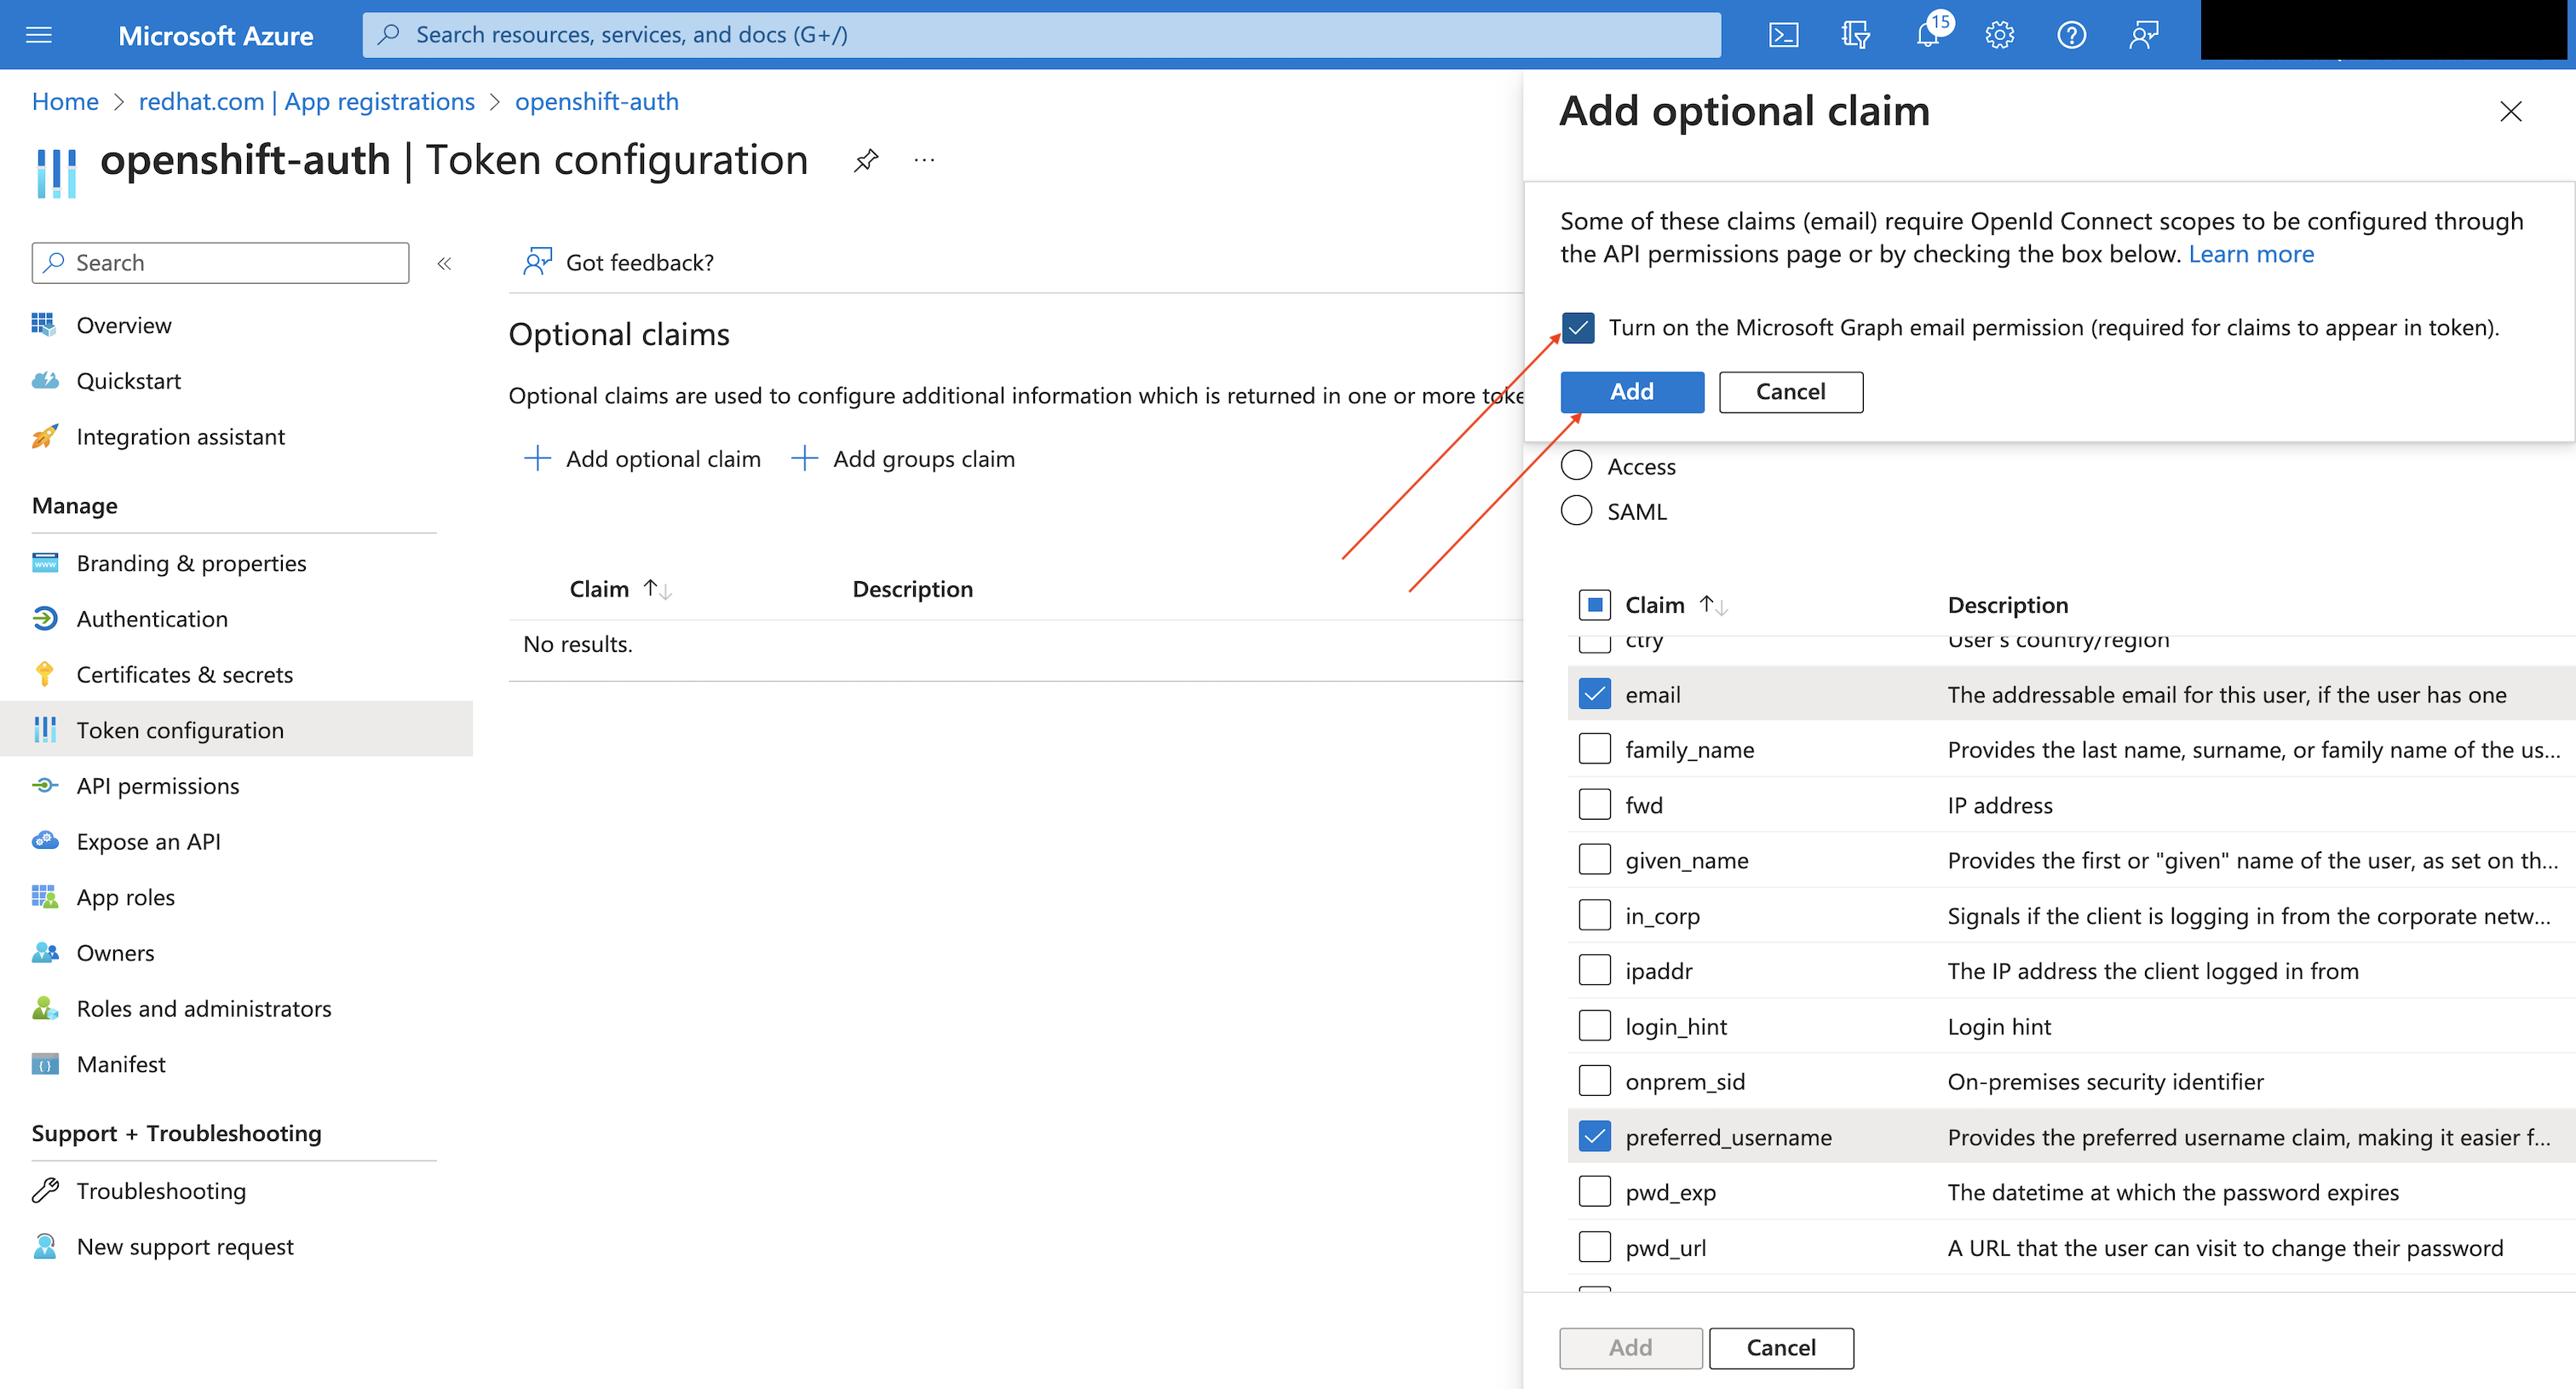 Microsoft Azure
Search resources, services, and docs (G+/)
15
Home > redhat.com | App registrations > openshift-auth
openshift-auth | Token configuration
Search
Overview
Quickstart
Integration assistant
Manage
Branding & properties
Authentication
Certificates & secrets
Token configuration
API permissions
Expose an API
App roles
Owners
Roles and administrators
Manifest
Support + Troubleshooting
Troubleshooting
New support request
Got feedback?
Optional claims
Optional claims are used to configure additional information which is returned in one or more toke
Add optional claim Add groups claim
Claim Description
No results.
Add optional claim
Some of these claims (email) require OpenId Connect scopes to be configured through
the API permissions page or by checking the box below. Learn more
Turn on the Microsoft Graph email permission (required for claims to appear in token).
Add Cancel
Access
SAML
Claim Description
ctry User's country/region
email The addressable email for this user, if the user has one
family_name Provides the last name, surname, or family name of the us...
fwd IP address
given_name Provides the first or "given" name of the user, as set on th...
in_corp Signals if the client is logging in from the corporate netw...
ipaddr The IP address the client logged in from
login_hint Login hint
onprem_sid On-premises security identifier
preferred_username Provides the preferred username claim, making it easier f...
pwd_exp The datetime at which the password expires
pwd_url A URL that the user can visit to change their password
Add Cancel